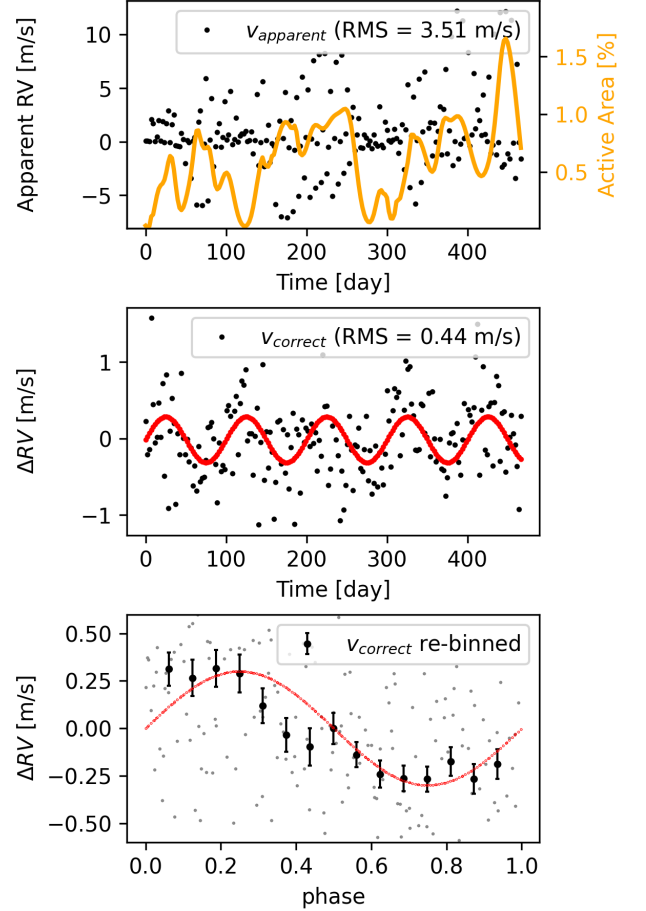 v_apparent (RMS = 3.51 m/s)
10
5
0
−5
Apparent RV [m/s]
1.5
1.0
0.5
Active Area [%]
0 100 200 300 400
Time [day]
v_correct (RMS = 0.44 m/s)
1
0
−1
ΔRV [m/s]
0 100 200 300 400
Time [day]
v_correct re-binned
0.50
0.25
0.00
−0.25
−0.50
ΔRV [m/s]
0.0 0.2 0.4 0.6 0.8 1.0
phase